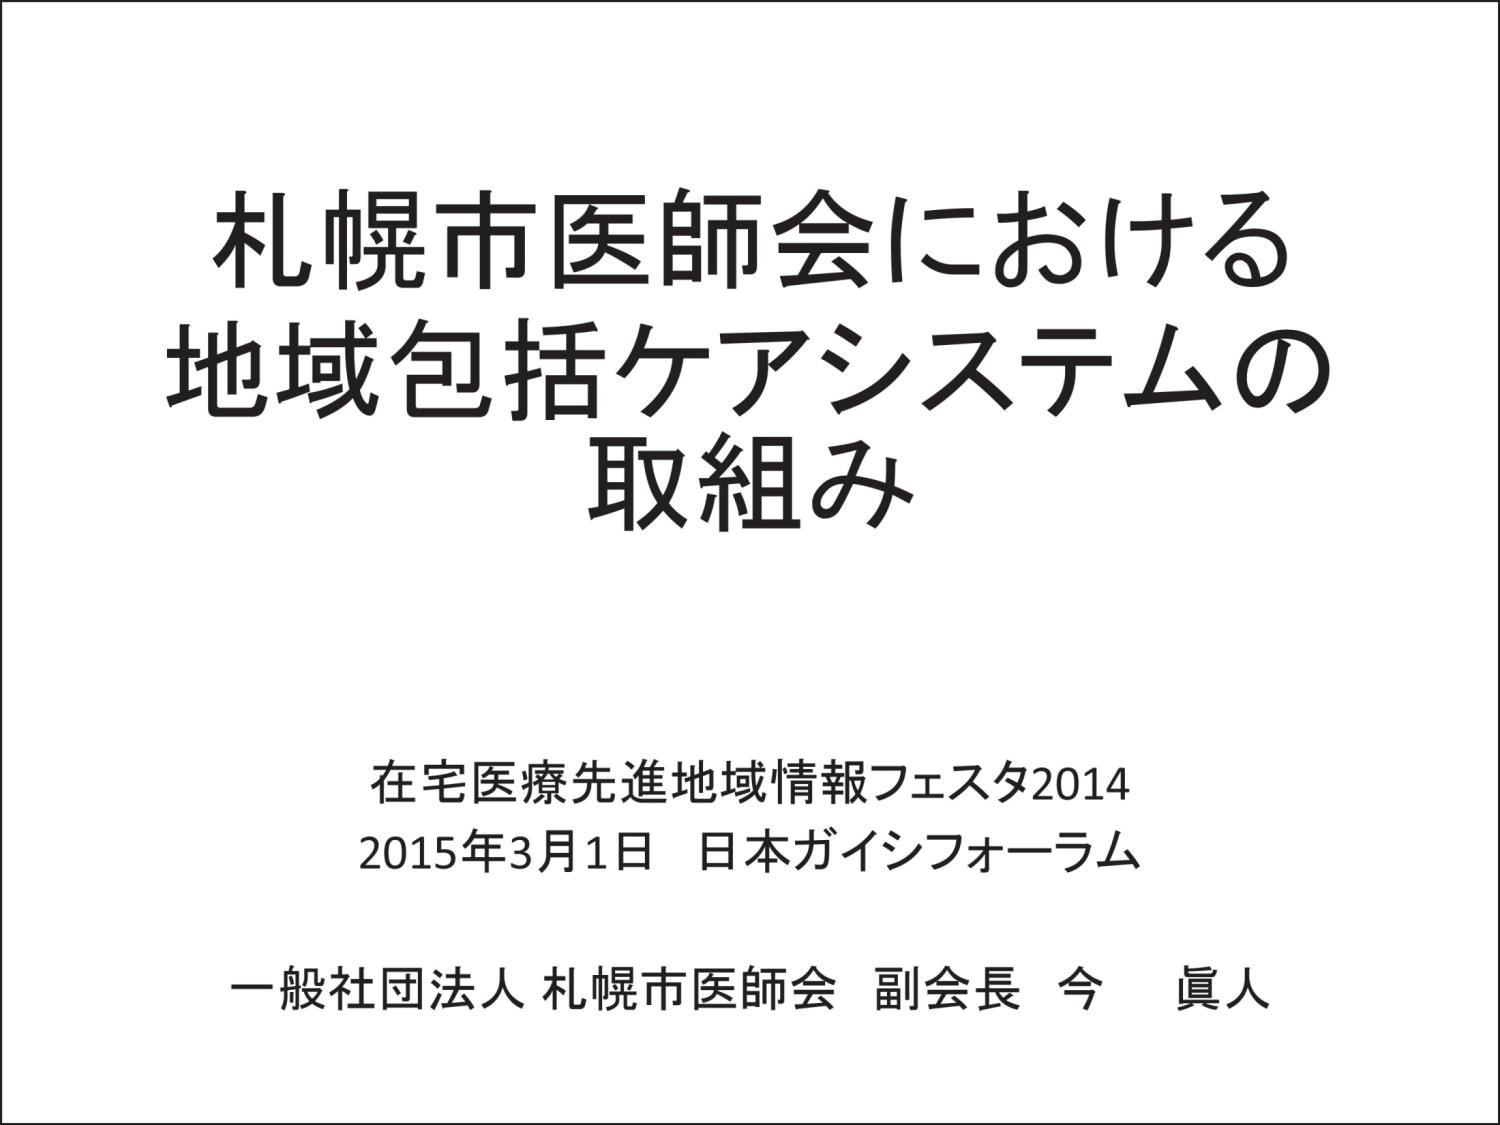 札幌市医師会における
地域包括ケアシステムの
取組み
在宅医療先進地域情報フェスタ2014
2015年3月1日　日本ガイシフォーラム
一般社団法人 札幌市医師会　副会長　今　眞人